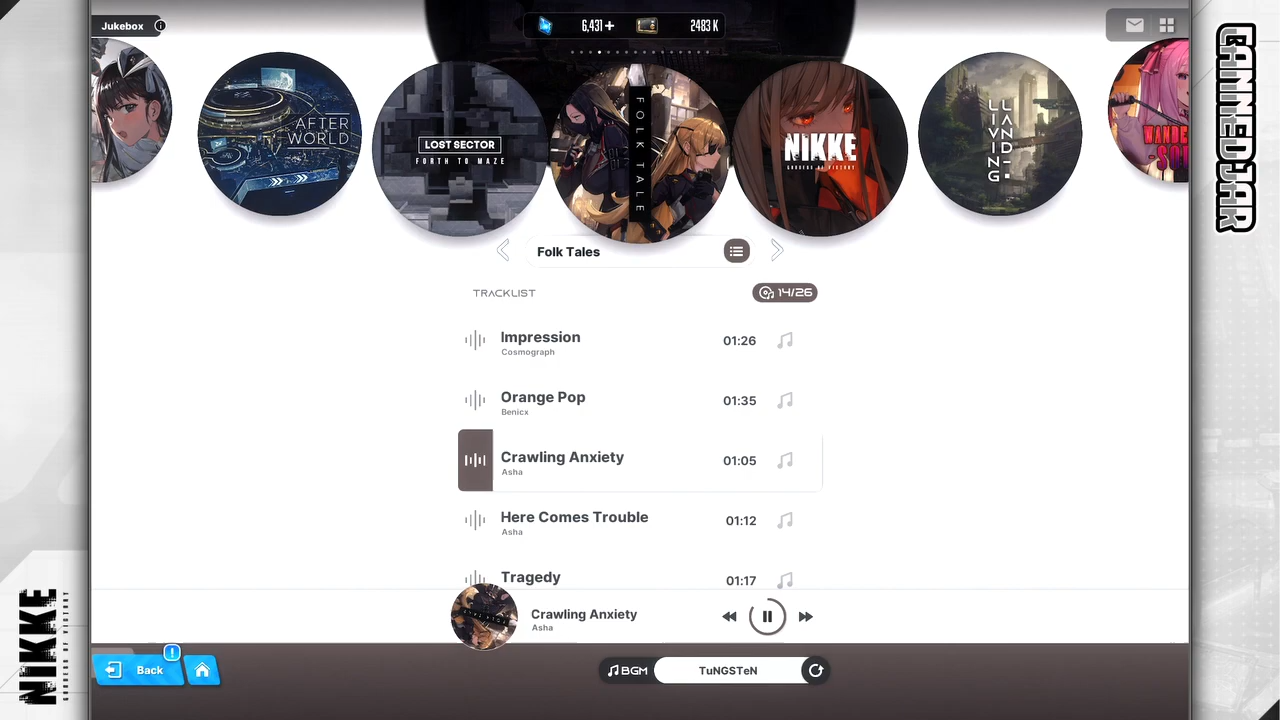 Jukebox
6,431+
2483 K
AFTER
WORLD
LOST SECTOR
FORTH TO MAZE
FOLK TALE
NIKKE
GODDESS OF VICTORY
LIVING
LAND-
WANDE
SO
BANNEDJAR
Folk Tales
TRACKLIST
14/26
Impression
Cosmograph
01:26
Orange Pop
Benicx
01:35
Crawling Anxiety
Asha
01:05
Here Comes Trouble
Asha
01:12
Tragedy
01:17
Crawling Anxiety
Asha
NIKKE
GODDESS OF VICTORY
Back
BGM
TuNGSTeN